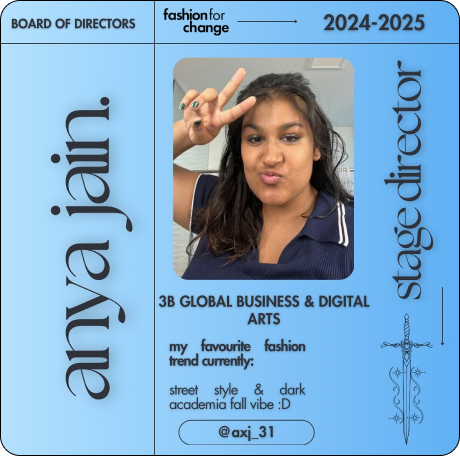 BOARD OF DIRECTORS
fashion for
change
2024-2025
anya jain.
stage director
3B GLOBAL BUSINESS & DIGITAL
ARTS
my favourite fashion
trend currently:
street style & dark
academia fall vibe :D
@axj_31